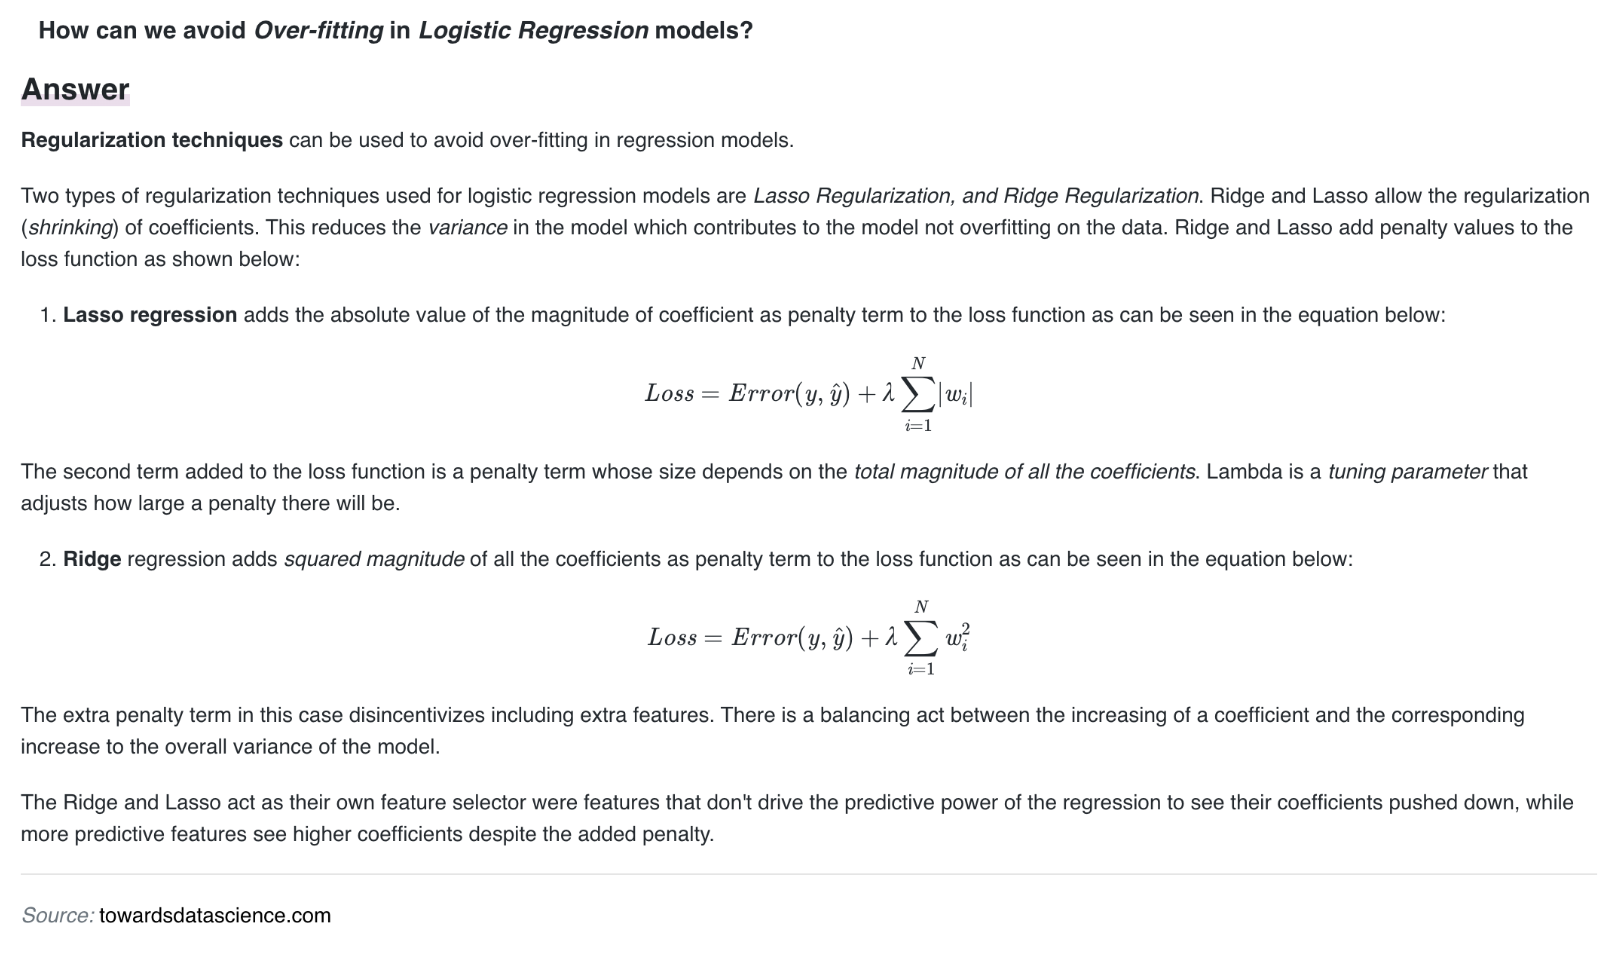 How can we avoid Over-fitting in Logistic Regression models?
Answer
Regularization techniques can be used to avoid over-fitting in regression models.
Two types of regularization techniques used for logistic regression models are Lasso Regularization, and Ridge Regularization. Ridge and Lasso allow the regularization
(shrinking) of coefficients. This reduces the variance in the model which contributes to the model not overfitting on the data. Ridge and Lasso add penalty values to the
loss function as shown below:
1. Lasso regression adds the absolute value of the magnitude of coefficient as penalty term to the loss function as can be seen in the equation below:
$Loss = Error(y, \hat{y}) + \lambda \sum_{i=1}^{N} |w_i|$
The second term added to the loss function is a penalty term whose size depends on the total magnitude of all the coefficients. Lambda is a tuning parameter that
adjusts how large a penalty there will be.
2. Ridge regression adds squared magnitude of all the coefficients as penalty term to the loss function as can be seen in the equation below:
$Loss = Error(y, \hat{y}) + \lambda \sum_{i=1}^{N} w_i^2$
The extra penalty term in this case disincentivizes including extra features. There is a balancing act between the increasing of a coefficient and the corresponding
increase to the overall variance of the model.
The Ridge and Lasso act as their own feature selector were features that don't drive the predictive power of the regression to see their coefficients pushed down, while
more predictive features see higher coefficients despite the added penalty.
Source: towardsdatascience.com